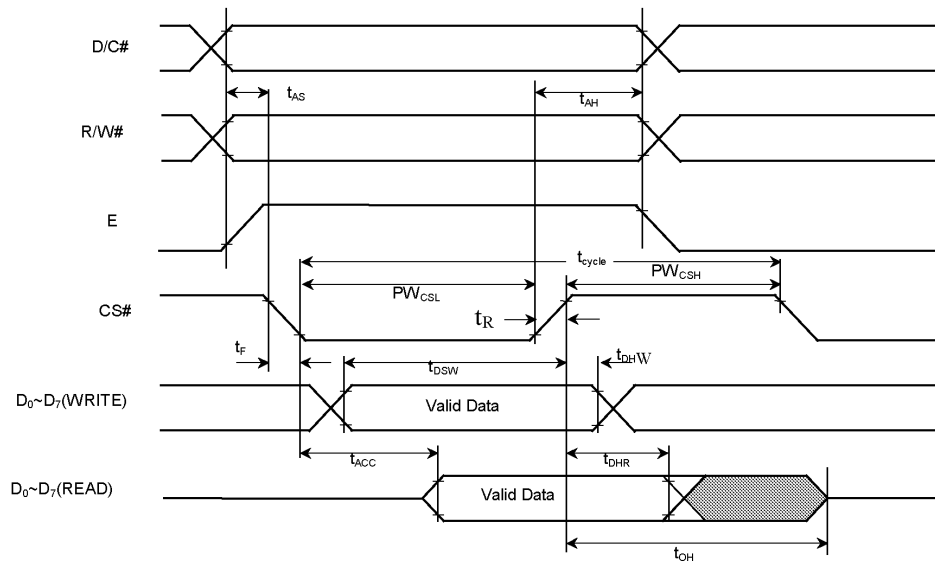 D/C#
tAS
tAH
R/W#
E
tcycle
PWCSL
PWCSH
CS#
tR
tF
tDSW
tDHW
D0~D7(WRITE)
Valid Data
tACC
tDHR
D0~D7(READ)
Valid Data
tOH